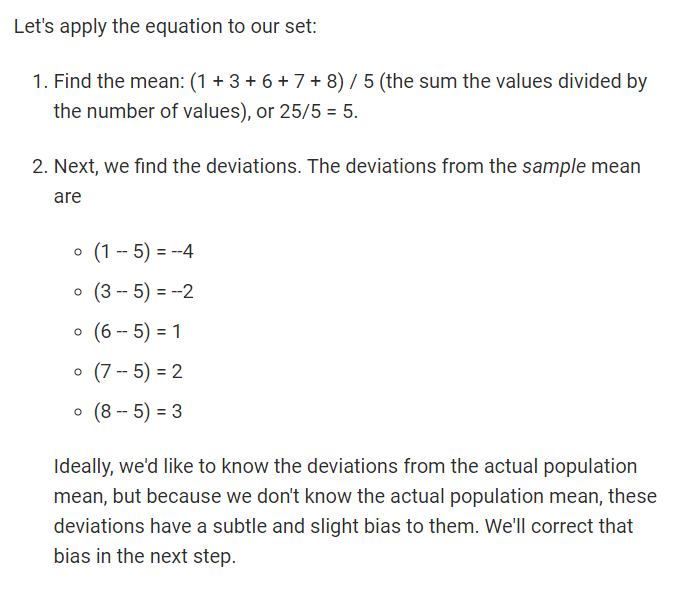 Let's apply the equation to our set:
1. Find the mean: (1 + 3 + 6 + 7 + 8) / 5 (the sum the values divided by
the number of values), or 25/5 = 5.
2. Next, we find the deviations. The deviations from the sample mean
are
○ (1 -- 5) = --4
○ (3 -- 5) = --2
○ (6 -- 5) = 1
○ (7 -- 5) = 2
○ (8 -- 5) = 3
Ideally, we'd like to know the deviations from the actual population
mean, but because we don't know the actual population mean, these
deviations have a subtle and slight bias to them. We'll correct that
bias in the next step.